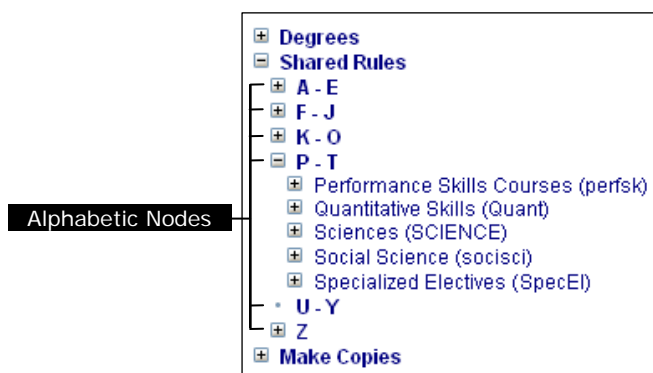 Degrees
Shared Rules
A - E
F - J
K - O
P - T
Performance Skills Courses (perfsk)
Quantitative Skills (Quant)
Sciences (SCIENCE)
Social Science (socisci)
Specialized Electives (SpecEl)
U - Y
Z
Make Copies
Alphabetic Nodes